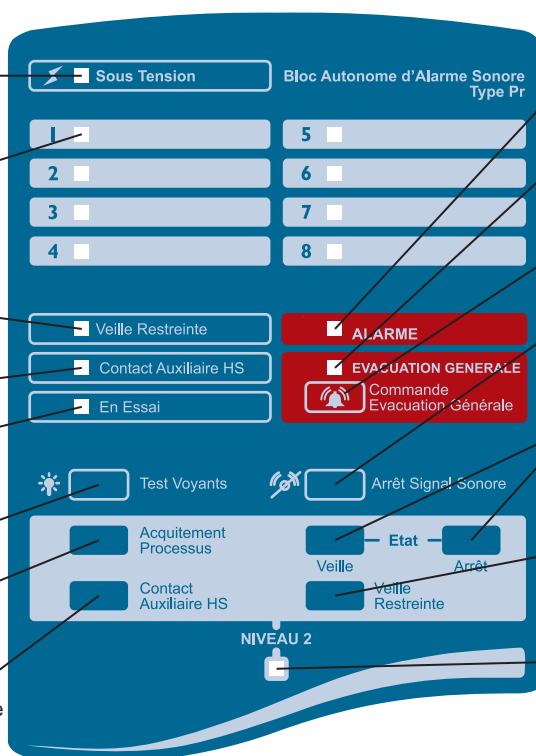 Sous Tension
Bloc Autonome d'Alarme Sonore
Type Pr
1
5
2
6
3
7
4
8
Veille Restreinte
ALARME
Contact Auxiliaire HS
EVACUATION GENERALE
Commande
Evacuation Générale
En Essai
Test Voyants
Arrêt Signal Sonore
Acquitement
Processus
Etat
Veille
Arrêt
Contact
Auxiliaire HS
Veille
Restreinte
NIVEAU 2
e